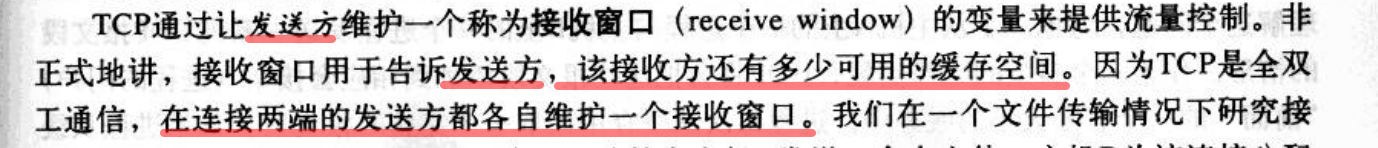 TCP通过让发送方维护一个称为接收窗口（receive window）的变量来提供流量控制。非
正式地讲，接收窗口用于告诉发送方，该接收方还有多少可用的缓存空间。因为TCP是全双
工通信，在连接两端的发送方都各自维护一个接收窗口。我们在一个文件传输情况下研究接